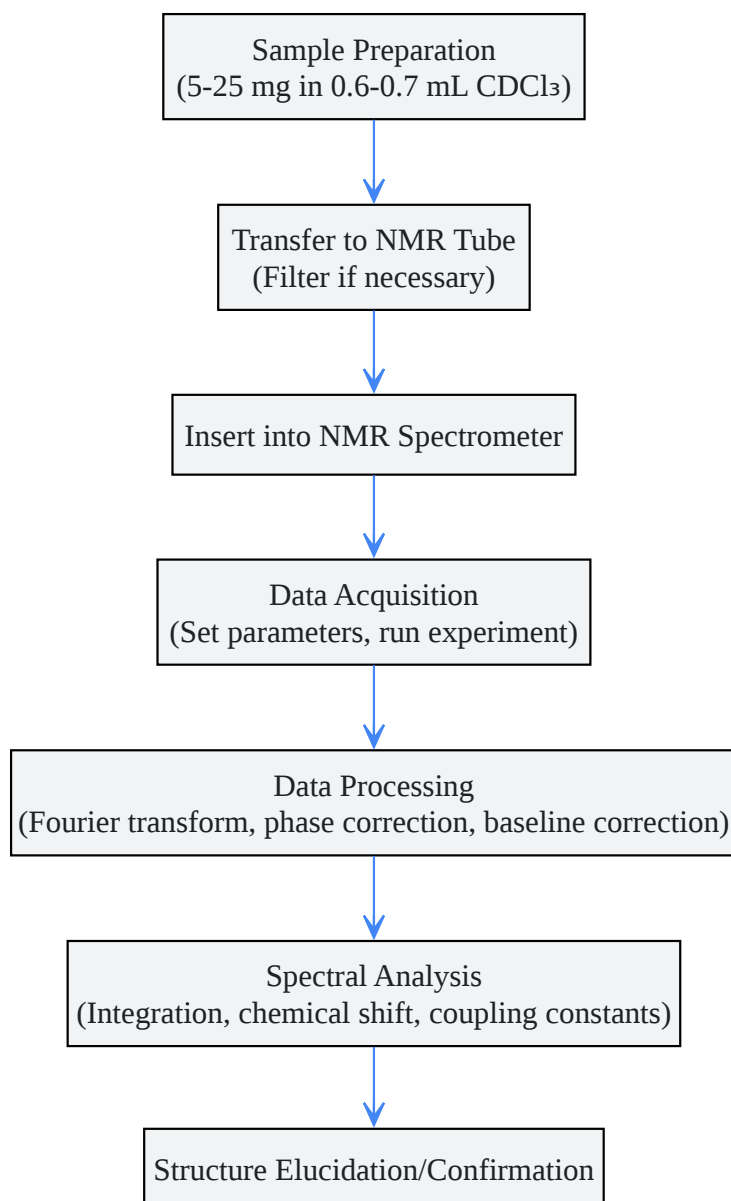 Sample Preparation
(5-25 mg in 0.6-0.7 mL CDCl₃)
Transfer to NMR Tube
(Filter if necessary)
Insert into NMR Spectrometer
Data Acquisition
(Set parameters, run experiment)
Data Processing
(Fourier transform, phase correction, baseline correction)
Spectral Analysis
(Integration, chemical shift, coupling constants)
Structure Elucidation/Confirmation